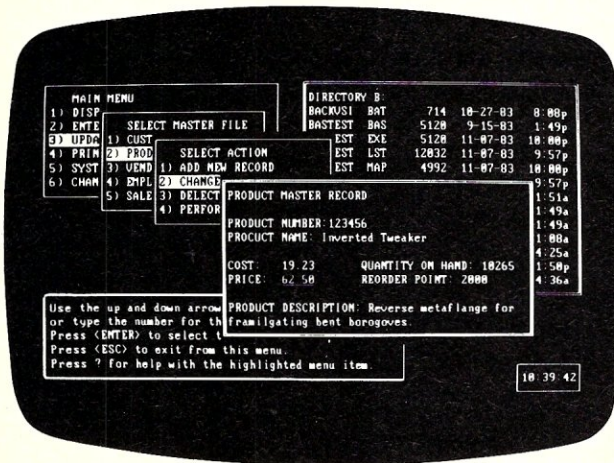 MAIN MENU
1) DISP
2) ENTE
3) UPDA
4) PRIN
5) SYST
6) CHAN
SELECT MASTER FILE
1) CUST
2) PROD
3) VEND
4) EMPL
5) SALE
SELECT ACTION
1) ADD NEW RECORD
2) CHANGE
3) DELECT
4) PERFOR
DIRECTORY B:
BACKUSI BAT 714 10-27-83 8:08p
BASTEST BAS 5120 9-15-83 1:49p
EST EXE 5120 11-07-83 10:00p
EST LST 12032 11-07-83 9:57p
EST MAP 4992 11-07-83 10:00p
9:57p
1:51a
1:49a
1:49a
1:08a
4:25a
1:50p
4:36a
PRODUCT MASTER RECORD
PRODUCT NUMBER:123456
PROCUCT NAME: Inverted Tweaker
COST: 19.23 QUANTITY ON HAND: 10265
PRICE: 62.50 REORDER POINT: 2000
PRODUCT DESCRIPTION: Reverse metaflange for
framilgating bent borogoves.
Use the up and down arrow
or type the number for th
Press <ENTER> to select t
Press <ESC> to exit from this menu.
Press ? for help with the highlighted menu item.
10:39:42